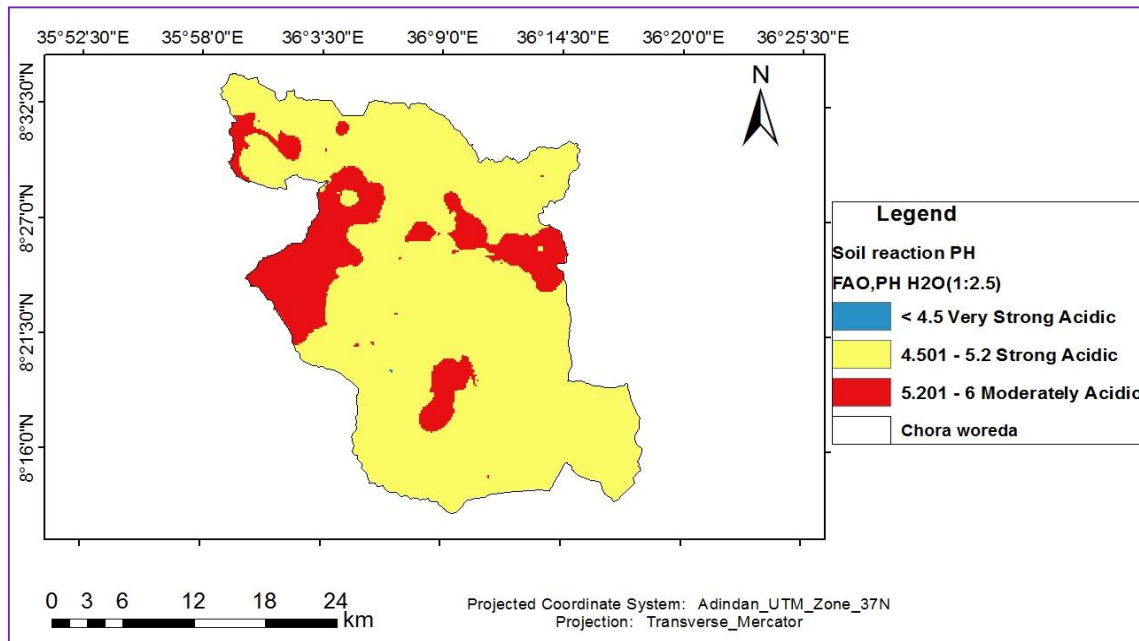 35°52'30"E 35°58'0"E 36°3'30"E 36°9'0"E 36°14'30"E 36°20'0"E 36°25'30"E
8°32'30"N
8°27'0"N
8°21'30"N
8°16'0"N
N
Legend
Soil reaction PH
FAO,PH H2O(1:2.5)
< 4.5 Very Strong Acidic
4.501 - 5.2 Strong Acidic
5.201 - 6 Moderately Acidic
Chora woreda
0 3 6 12 18 24
km
Projected Coordinate System: Adindan_UTM_Zone_37N
Projection: Transverse_Mercator